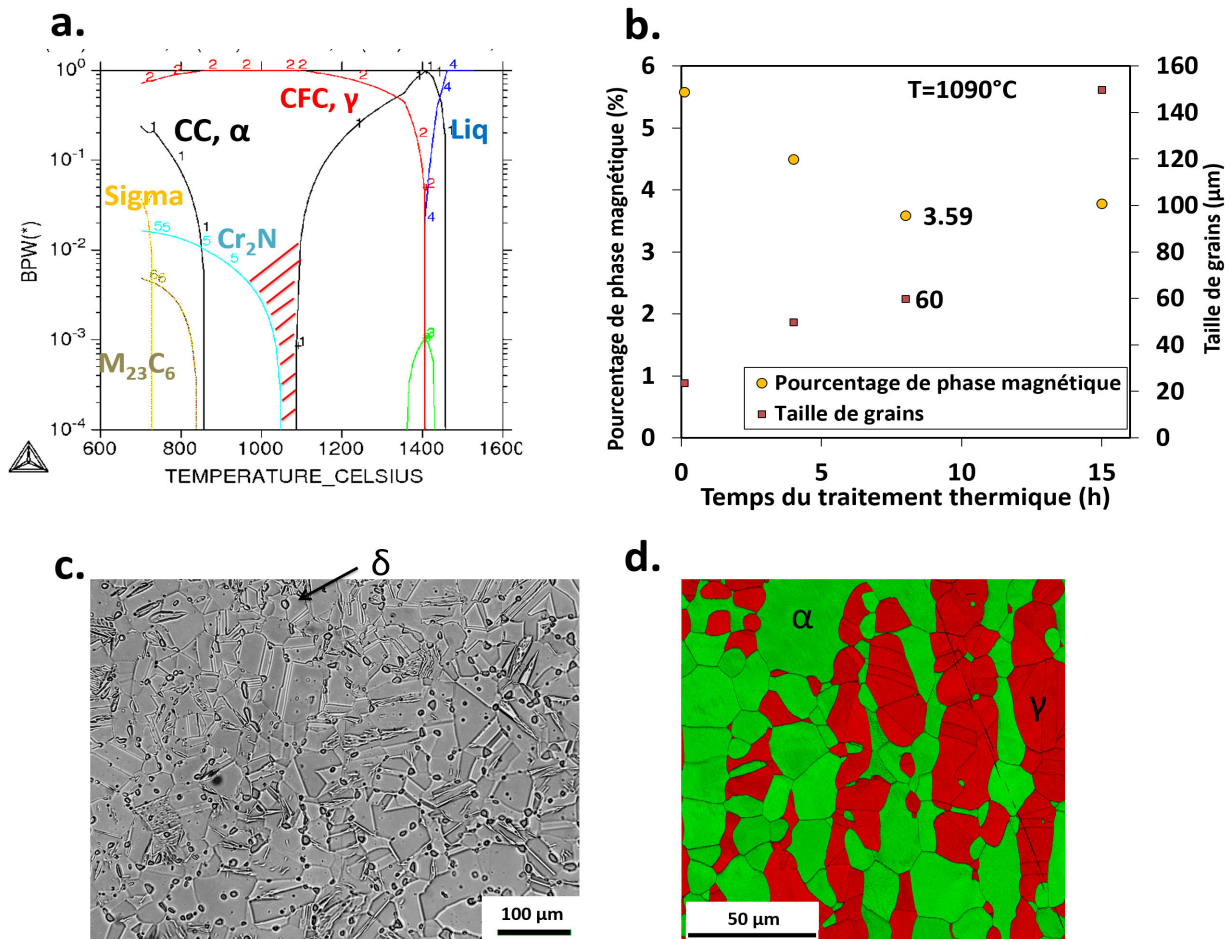 a.
BPW(*)
10⁰
10⁻¹
10⁻²
10⁻³
10⁻⁴
600
800
1000
1200
1400
1600
TEMPERATURE_CELSIUS
CFC, γ
CC, α
Liq
Sigma
Cr₂N
M₂₃C₆
b.
T=1090°C
Pourcentage de phase magnétique (%)
6
5
4
3
2
1
0
Taille de grains (µm)
160
140
120
100
80
60
40
20
0
3.59
60
Pourcentage de phase magnétique
Taille de grains
0
5
10
15
Temps du traitement thermique (h)
c.
δ
100 µm
d.
α
γ
50 µm